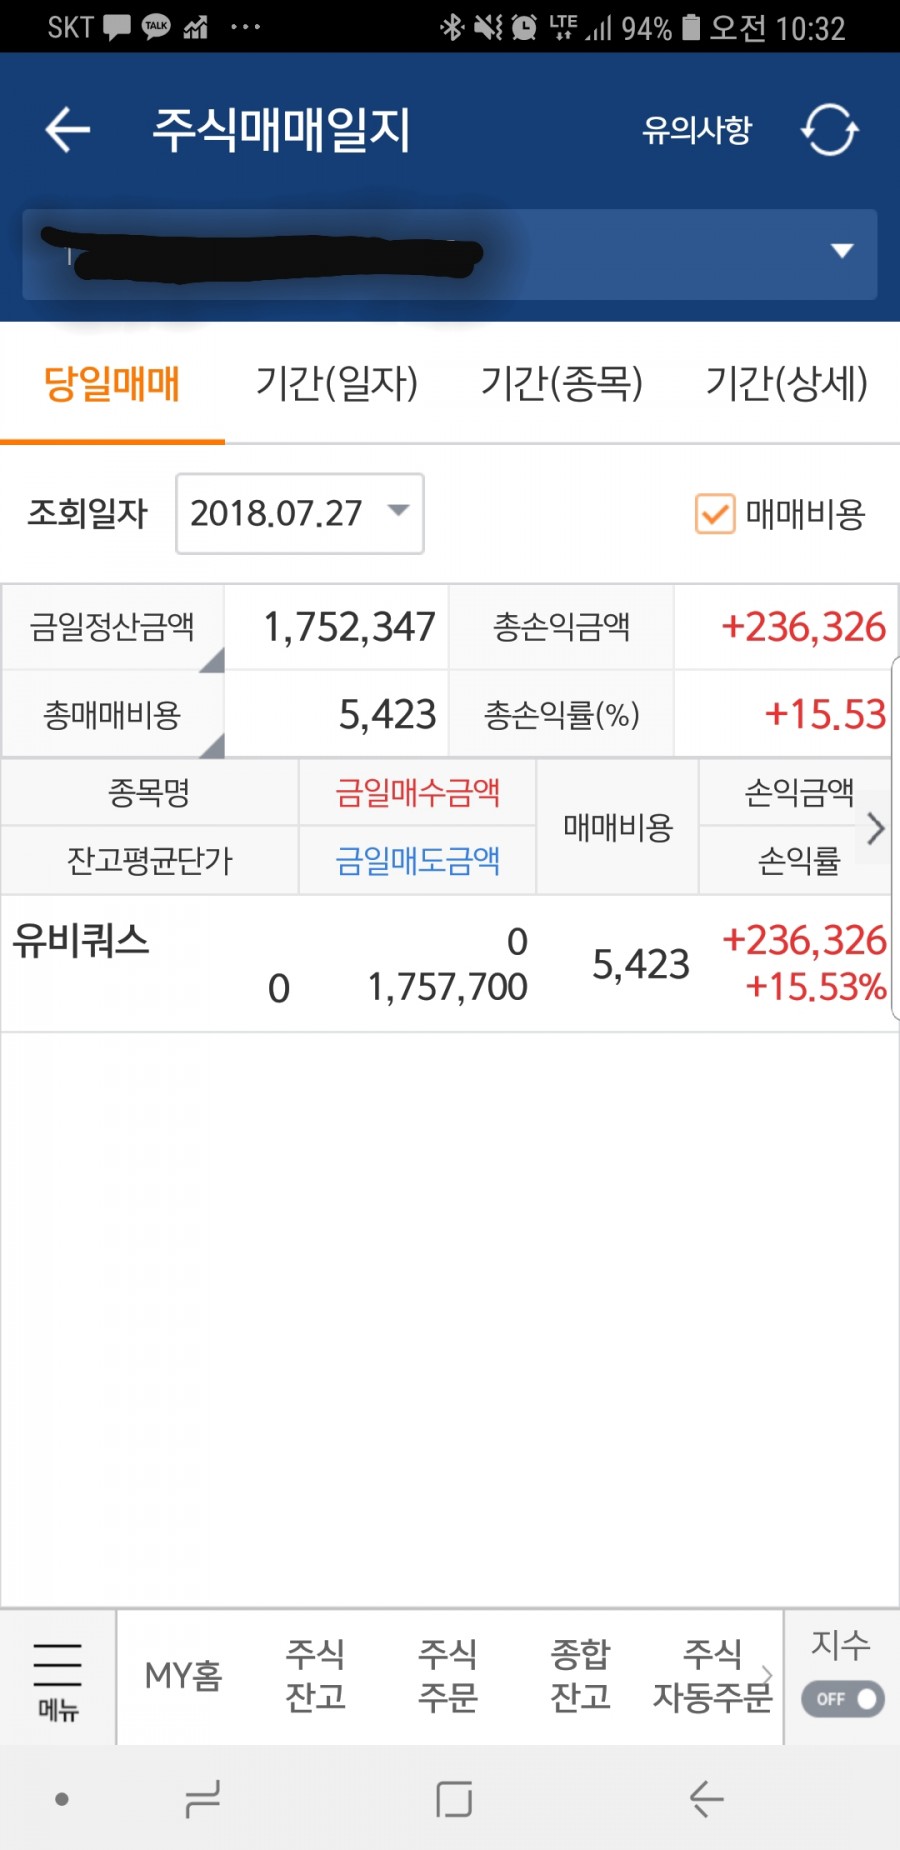 SKT TALK ... LTE 94% 오전 10:32
주식매매일지 유의사항
당일매매 기간(일자) 기간(종목) 기간(상세)
조회일자 2018.07.27 매매비용
금일정산금액 1,752,347 총손익금액 +236,326
총매매비용 5,423 총손익률(%) +15.53
종목명 금일매수금액 매매비용 손익금액
잔고평균단가 금일매도금액 손익률
유비쿼스 0 5,423 +236,326
0 1,757,700 +15.53%
메뉴 MY홈 주식 잔고 주식 주문 종합 잔고 주식 자동주문 지수 OFF